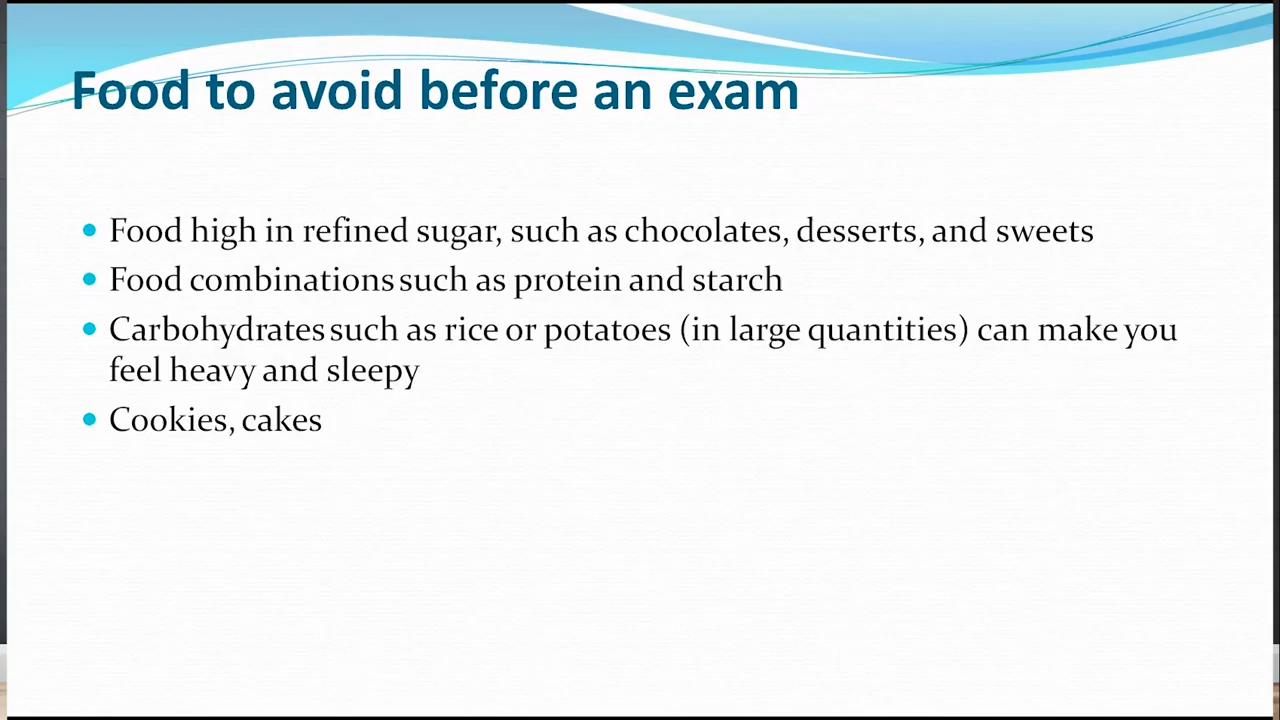 Food to avoid before an exam
• Food high in refined sugar, such as chocolates, desserts, and sweets
• Food combinations such as protein and starch
• Carbohydrates such as rice or potatoes (in large quantities) can make you
feel heavy and sleepy
• Cookies, cakes